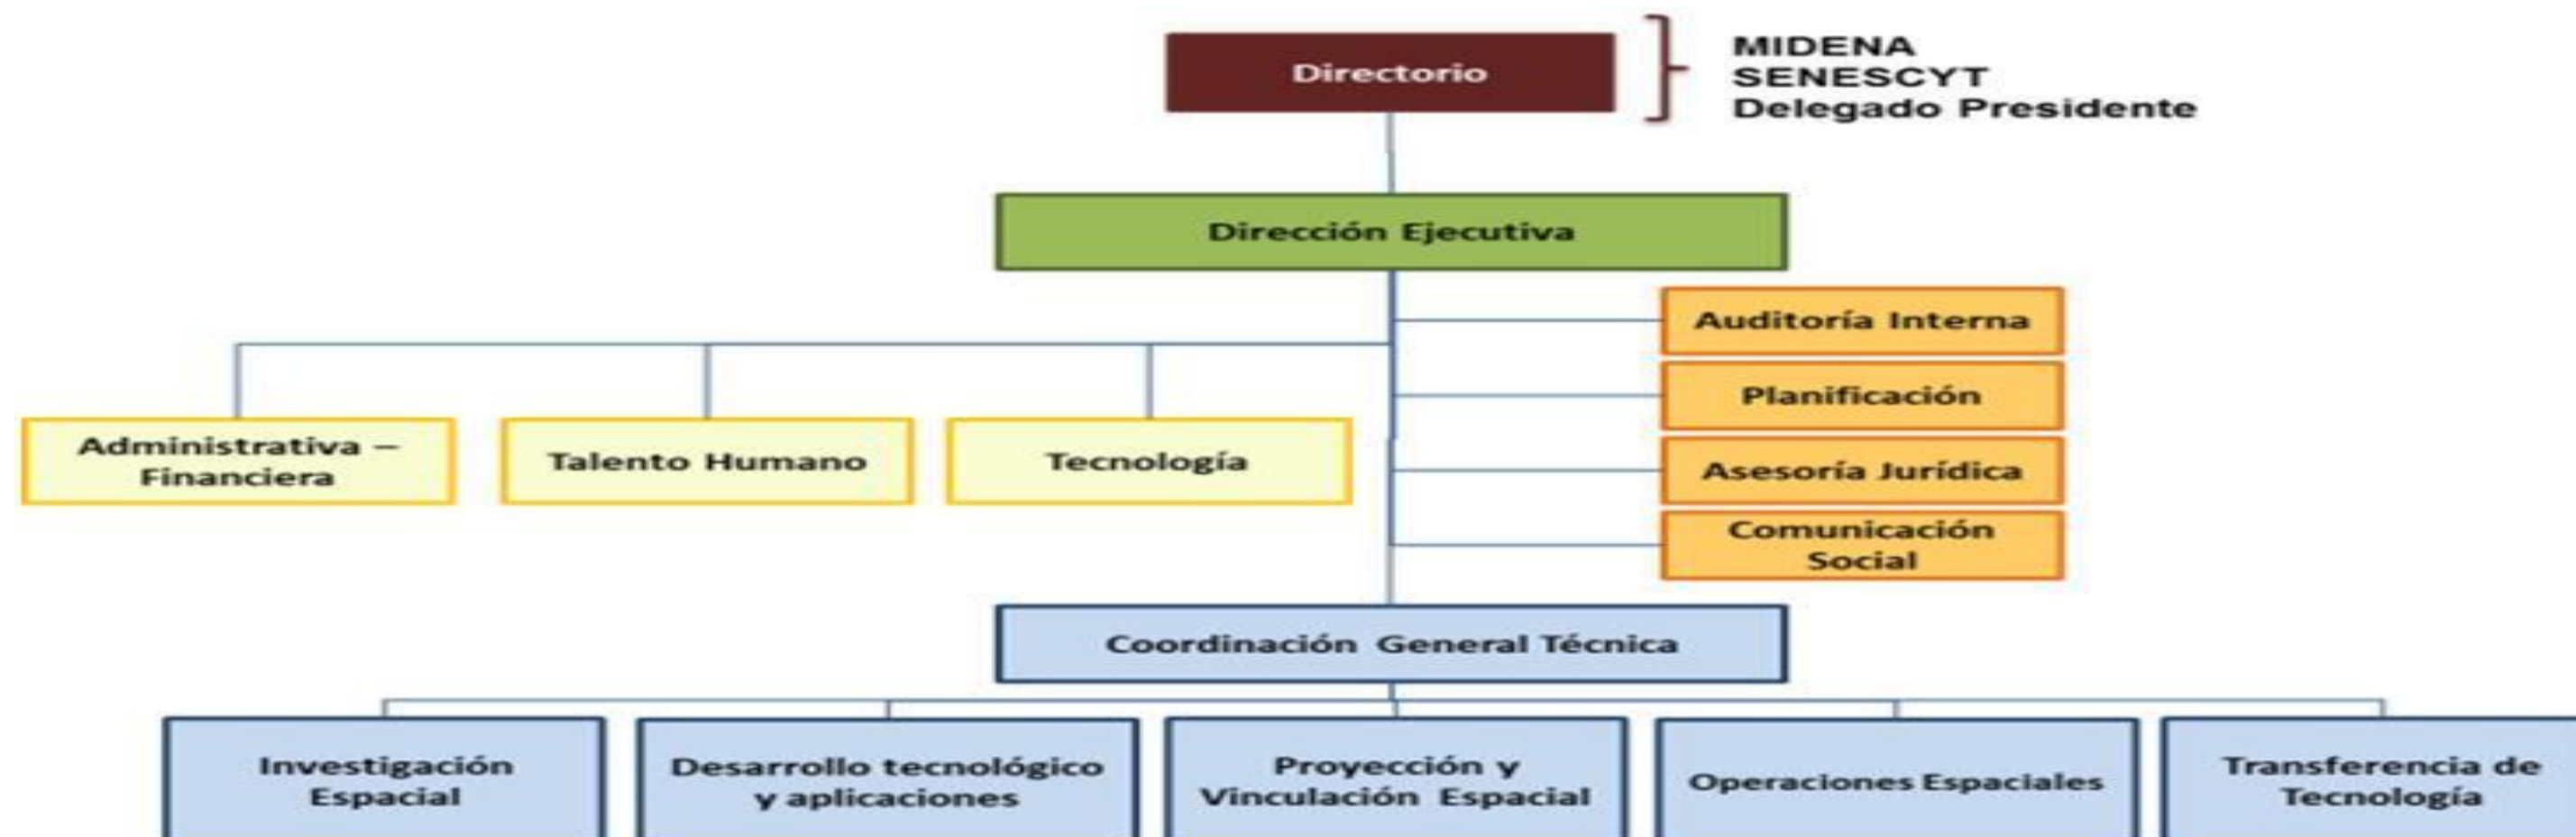 Directorio
MIDENA
SENESCYT
Delegado Presidente
Dirección Ejecutiva
Auditoría Interna
Planificación
Asesoría Jurídica
Comunicación
Social
Administrativa –
Financiera
Talento Humano
Tecnología
Coordinación General Técnica
Investigación
Espacial
Desarrollo tecnológico
y aplicaciones
Proyección y
Vinculación Espacial
Operaciones Espaciales
Transferencia de
Tecnología